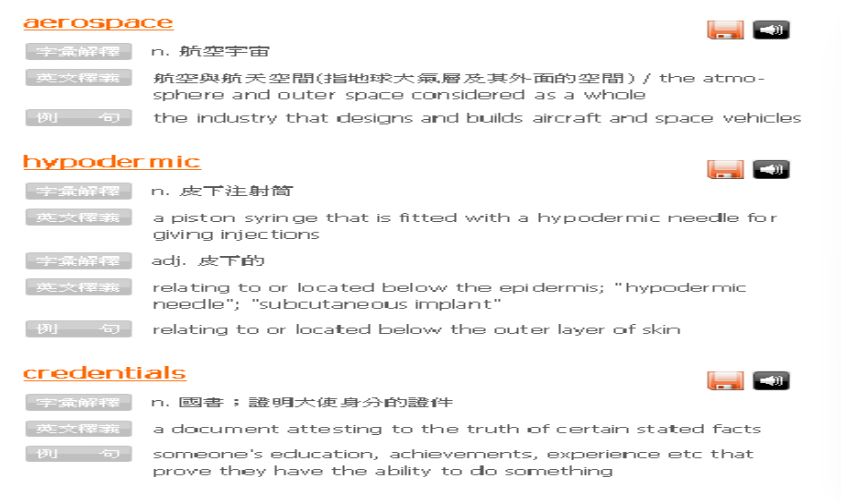 aerospace
字彙解釋 n. 航空宇宙
英文釋義 航空與航天空間(指地球大氣層及其外面的空間) / the atmo-
sphere and outer space considered as a whole
例 句 the industry that designs and builds aircraft and space vehicles
hypodermic
字彙解釋 n. 皮下注射筒
英文釋義 a piston syringe that is fitted with a hypodermic needle for
giving injections
字彙解釋 adj. 皮下的
英文釋義 relating to or located below the epidermis; "hypodermic
needle"; "subcutaneous implant"
例 句 relating to or located below the outer layer of skin
credentials
字彙解釋 n. 國書；證明大使身分的證件
英文釋義 a document attesting to the truth of certain stated facts
例 句 someone's education, achievements, experience etc that
prove they have the ability to do something